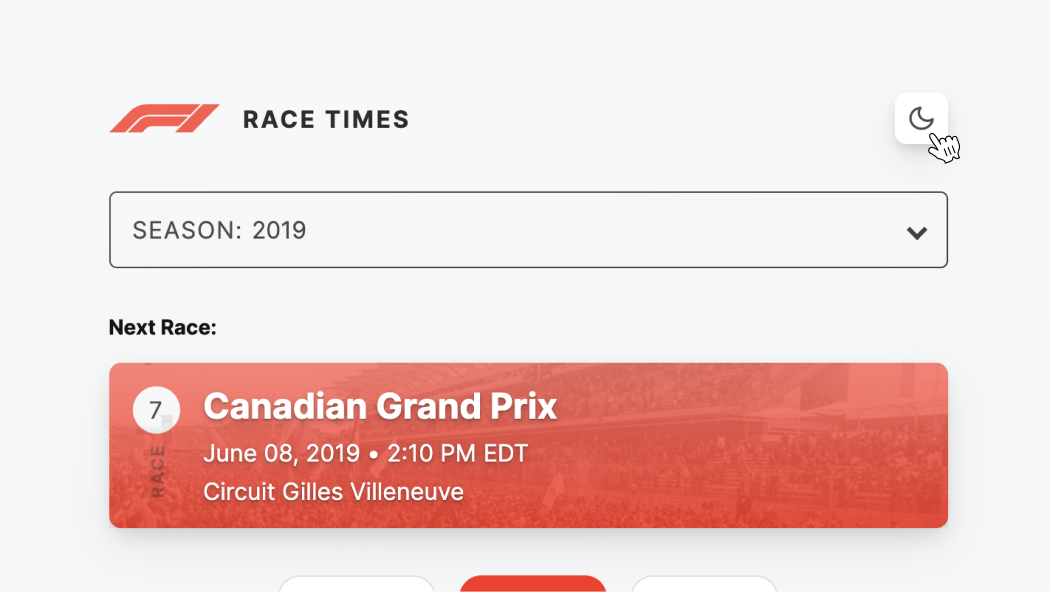 RACE TIMES
SEASON: 2019
Next Race:
7
RACE
Canadian Grand Prix
June 08, 2019 • 2:10 PM EDT
Circuit Gilles Villeneuve